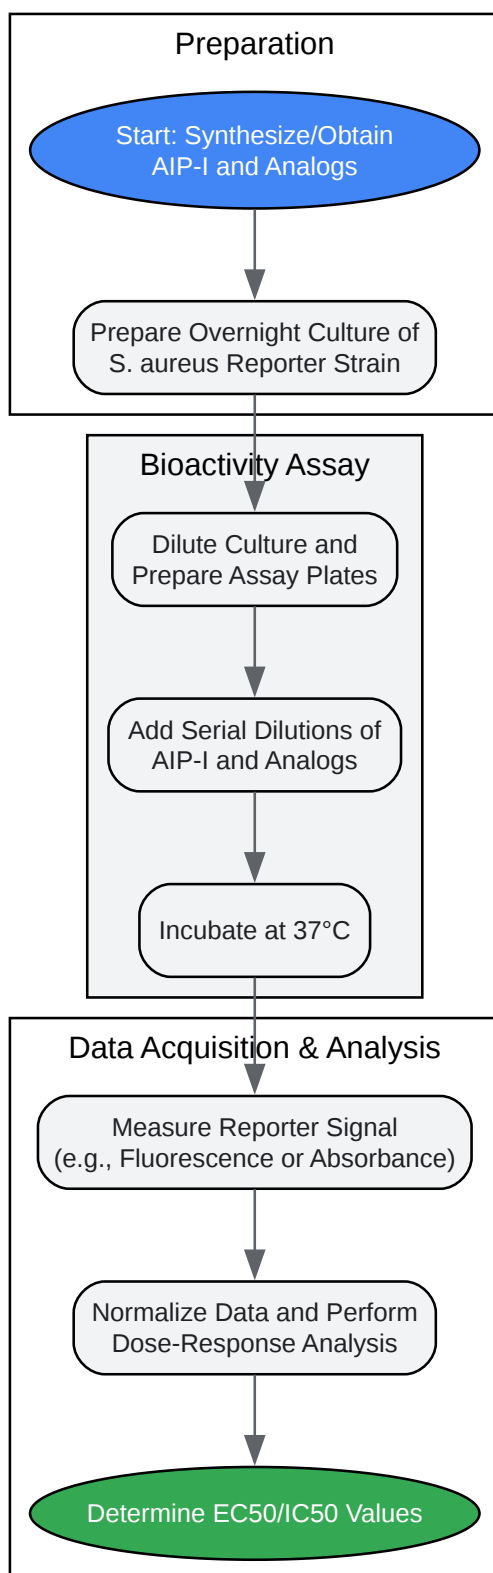 Preparation
Start: Synthesize/Obtain
AIP-I and Analogs
Prepare Overnight Culture of
S. aureus Reporter Strain
Bioactivity Assay
Dilute Culture and
Prepare Assay Plates
Add Serial Dilutions of
AIP-I and Analogs
Incubate at 37°C
Data Acquisition & Analysis
Measure Reporter Signal
(e.g., Fluorescence or Absorbance)
Normalize Data and Perform
Dose-Response Analysis
Determine EC50/IC50 Values